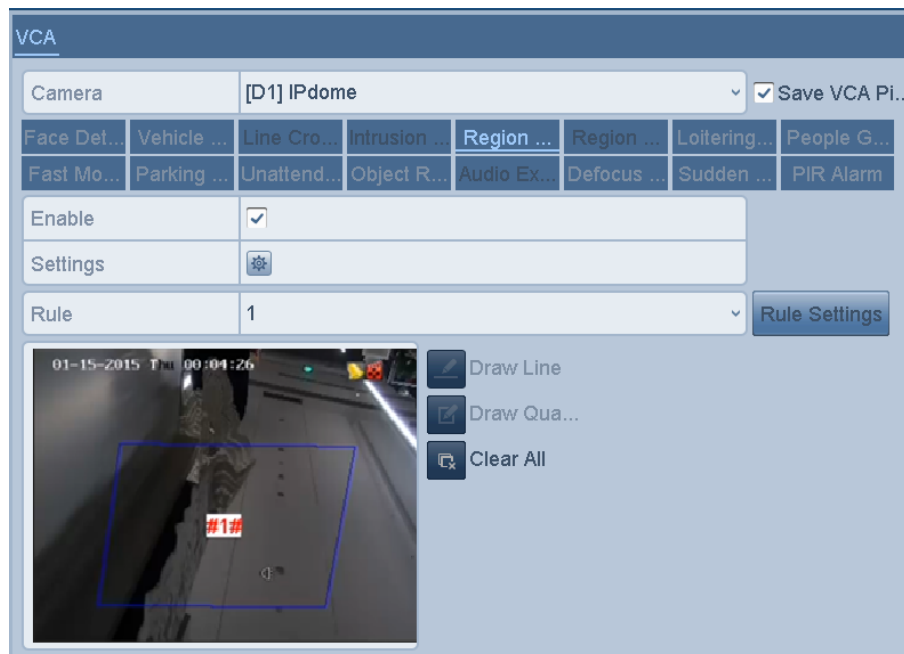 VCA
Camera [D1] IPdome Save VCA Pi..
Face Det... Vehicle ... Line Cro... Intrusion ... Region ... Region ... Loitering... People G...
Fast Mo... Parking ... Unattend... Object R... Audio Ex... Defocus ... Sudden ... PIR Alarm
Enable
Settings
Rule 1 Rule Settings
01-15-2015 Thu 00:04:26
Draw Line
Draw Qua...
Clear All
#1#